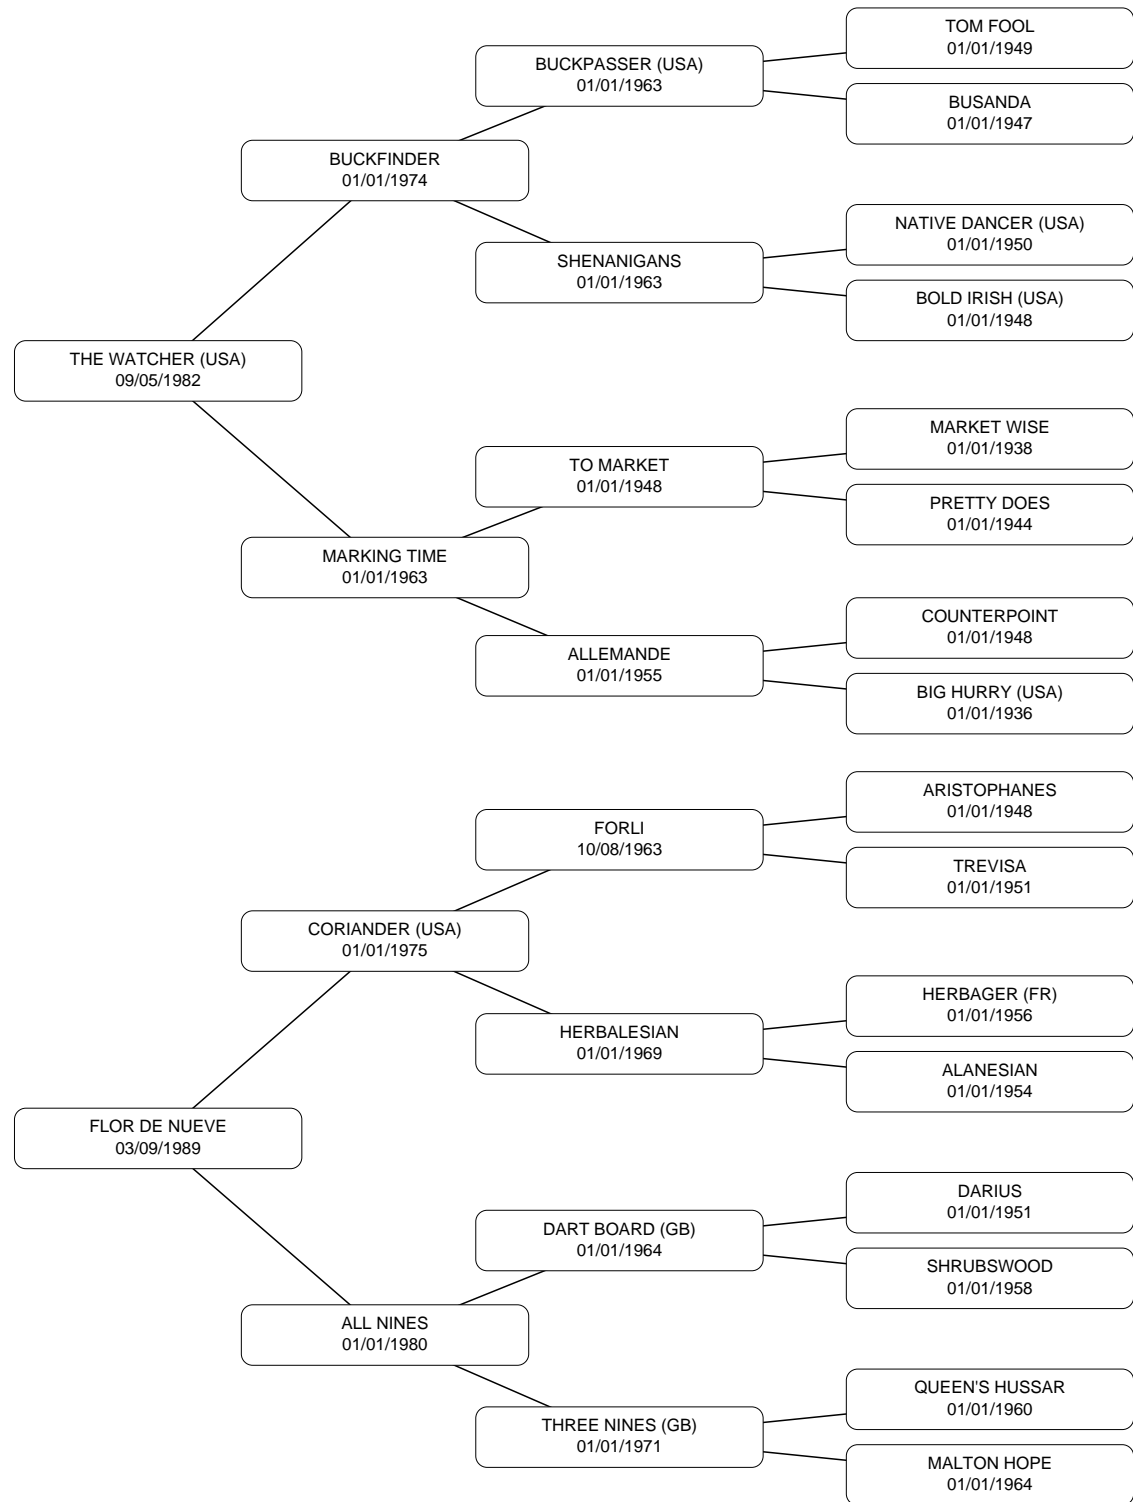 TOM FOOL
01/01/1949
BUCKPASSER (USA)
01/01/1963
BUSANDA
01/01/1947
BUCKFINDER
01/01/1974
NATIVE DANCER (USA)
01/01/1950
SHENANIGANS
01/01/1963
BOLD IRISH (USA)
01/01/1948
THE WATCHER (USA)
09/05/1982
MARKET WISE
01/01/1938
TO MARKET
01/01/1948
PRETTY DOES
01/01/1944
MARKING TIME
01/01/1963
COUNTERPOINT
01/01/1948
ALLEMANDE
01/01/1955
BIG HURRY (USA)
01/01/1936
ARISTOPHANES
01/01/1948
FORLI
10/08/1963
TREVISA
01/01/1951
CORIANDER (USA)
01/01/1975
HERBAGER (FR)
01/01/1956
HERBALESIAN
01/01/1969
ALANESIAN
01/01/1954
FLOR DE NUEVE
03/09/1989
DARIUS
01/01/1951
DART BOARD (GB)
01/01/1964
SHRUBSWOOD
01/01/1958
ALL NINES
01/01/1980
QUEEN'S HUSSAR
01/01/1960
THREE NINES (GB)
01/01/1971
MALTON HOPE
01/01/1964